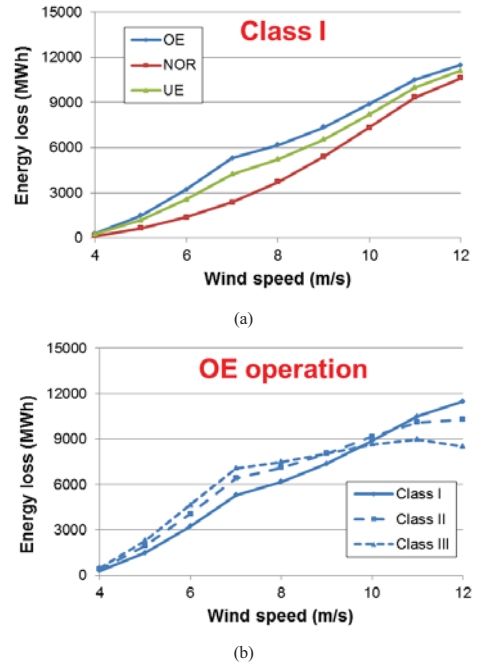 Class I
15000
12000
9000
6000
3000
0
Energy loss (MWh)
OE
NOR
UE
4 6 8 10 12
Wind speed (m/s)
(a)
OE operation
15000
12000
9000
6000
3000
0
Energy loss (MWh)
Class I
Class II
Class III
4 6 8 10 12
Wind speed (m/s)
(b)